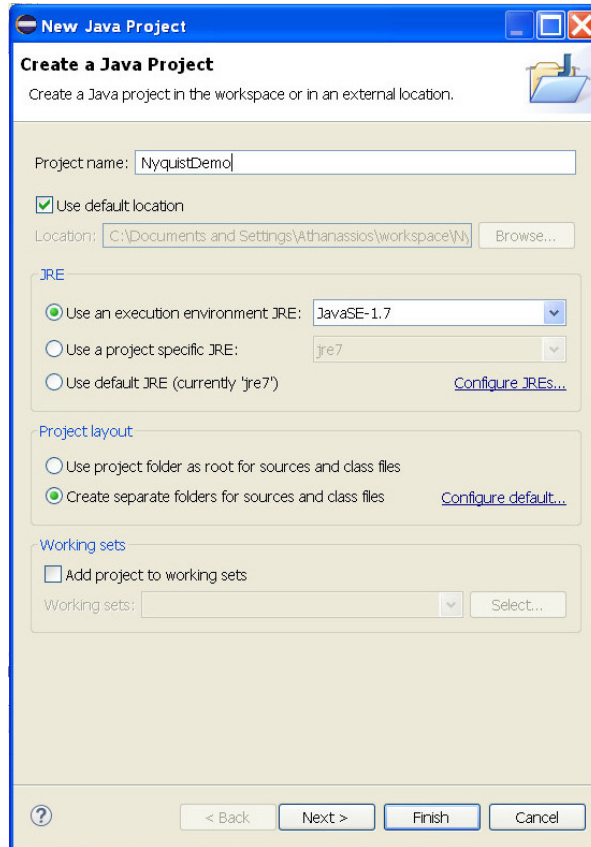 New Java Project
Create a Java Project
Create a Java project in the workspace or in an external location.
Project name: NyquistDemo
Use default location
Location: C:\Documents and Settings\Athanassios\workspace\Ny Browse...
JRE
Use an execution environment JRE: JavaSE-1.7
Use a project specific JRE: jre7
Use default JRE (currently 'jre7') Configure JREs...
Project layout
Use project folder as root for sources and class files
Create separate folders for sources and class files Configure default...
Working sets
Add project to working sets
Working sets: Select...
? < Back Next > Finish Cancel